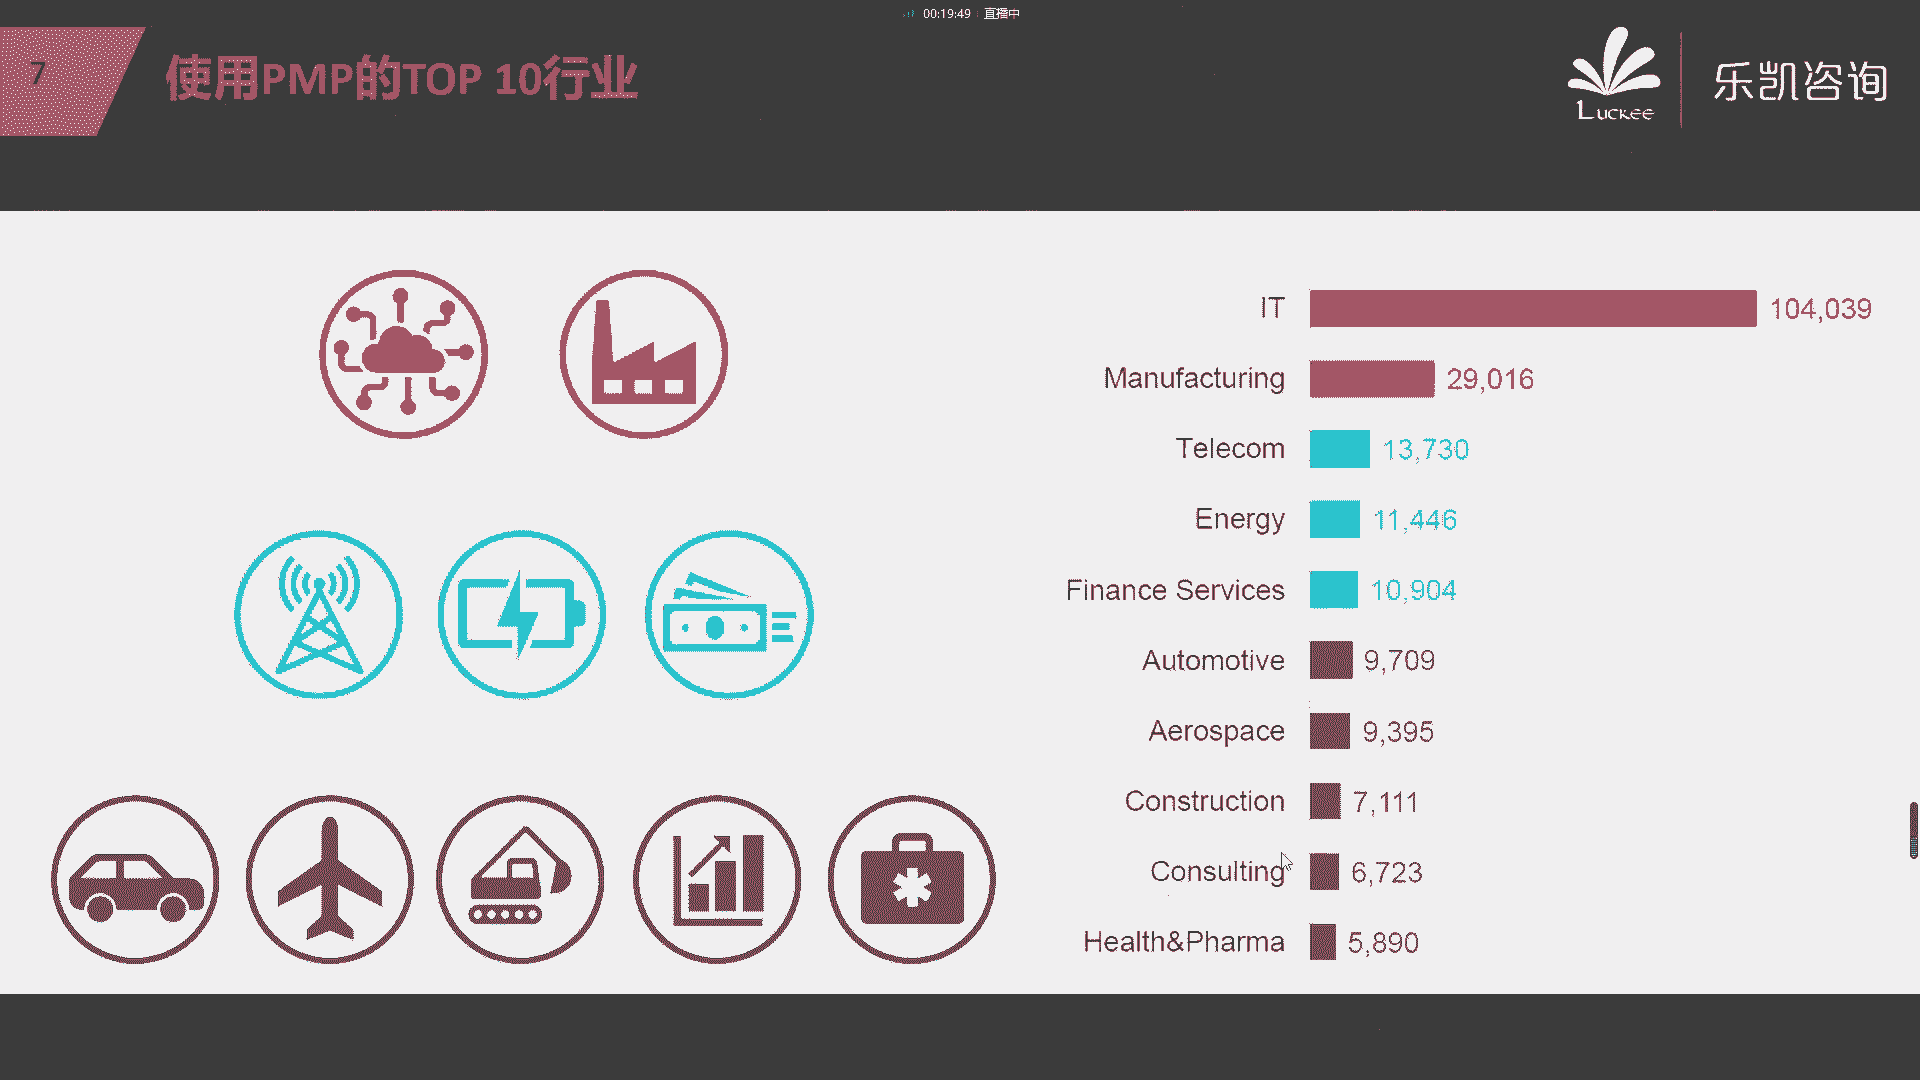 00:19:49 直播中
7
使用PMP的TOP 10行业
Luckee
乐凯咨询
IT 104,039
Manufacturing 29,016
Telecom 13,730
Energy 11,446
Finance Services 10,904
Automotive 9,709
Aerospace 9,395
Construction 7,111
Consulting 6,723
Health&Pharma 5,890